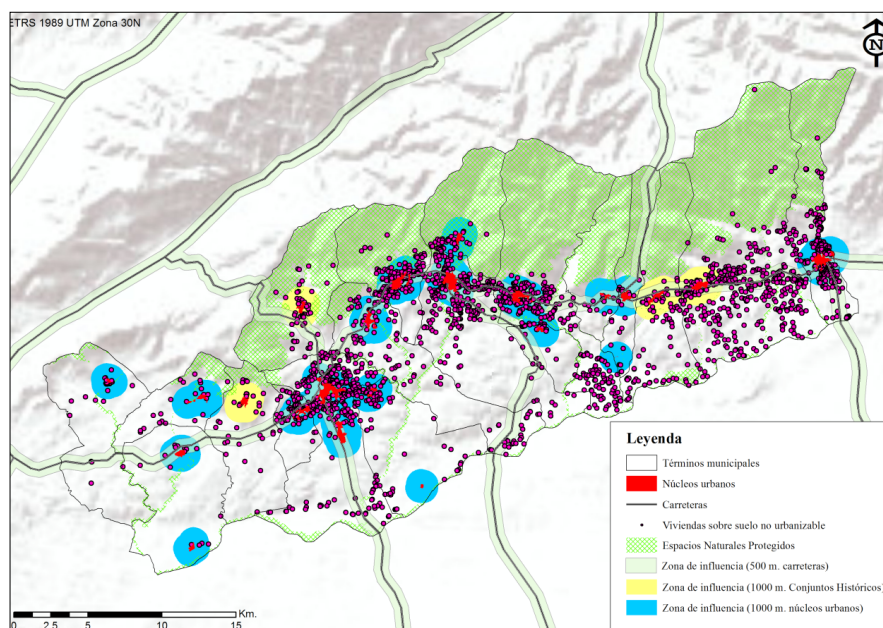 ETRS 1989 UTM Zona 30N
N
Leyenda
Términos municipales
Núcleos urbanos
Carreteras
Viviendas sobre suelo no urbanizable
Espacios Naturales Protegidos
Zona de influencia (500 m. carreteras)
Zona de influencia (1000 m. Conjuntos Históricos)
Zona de influencia (1000 m. núcleos urbanos)
0 2,5 5 10 15 Km.